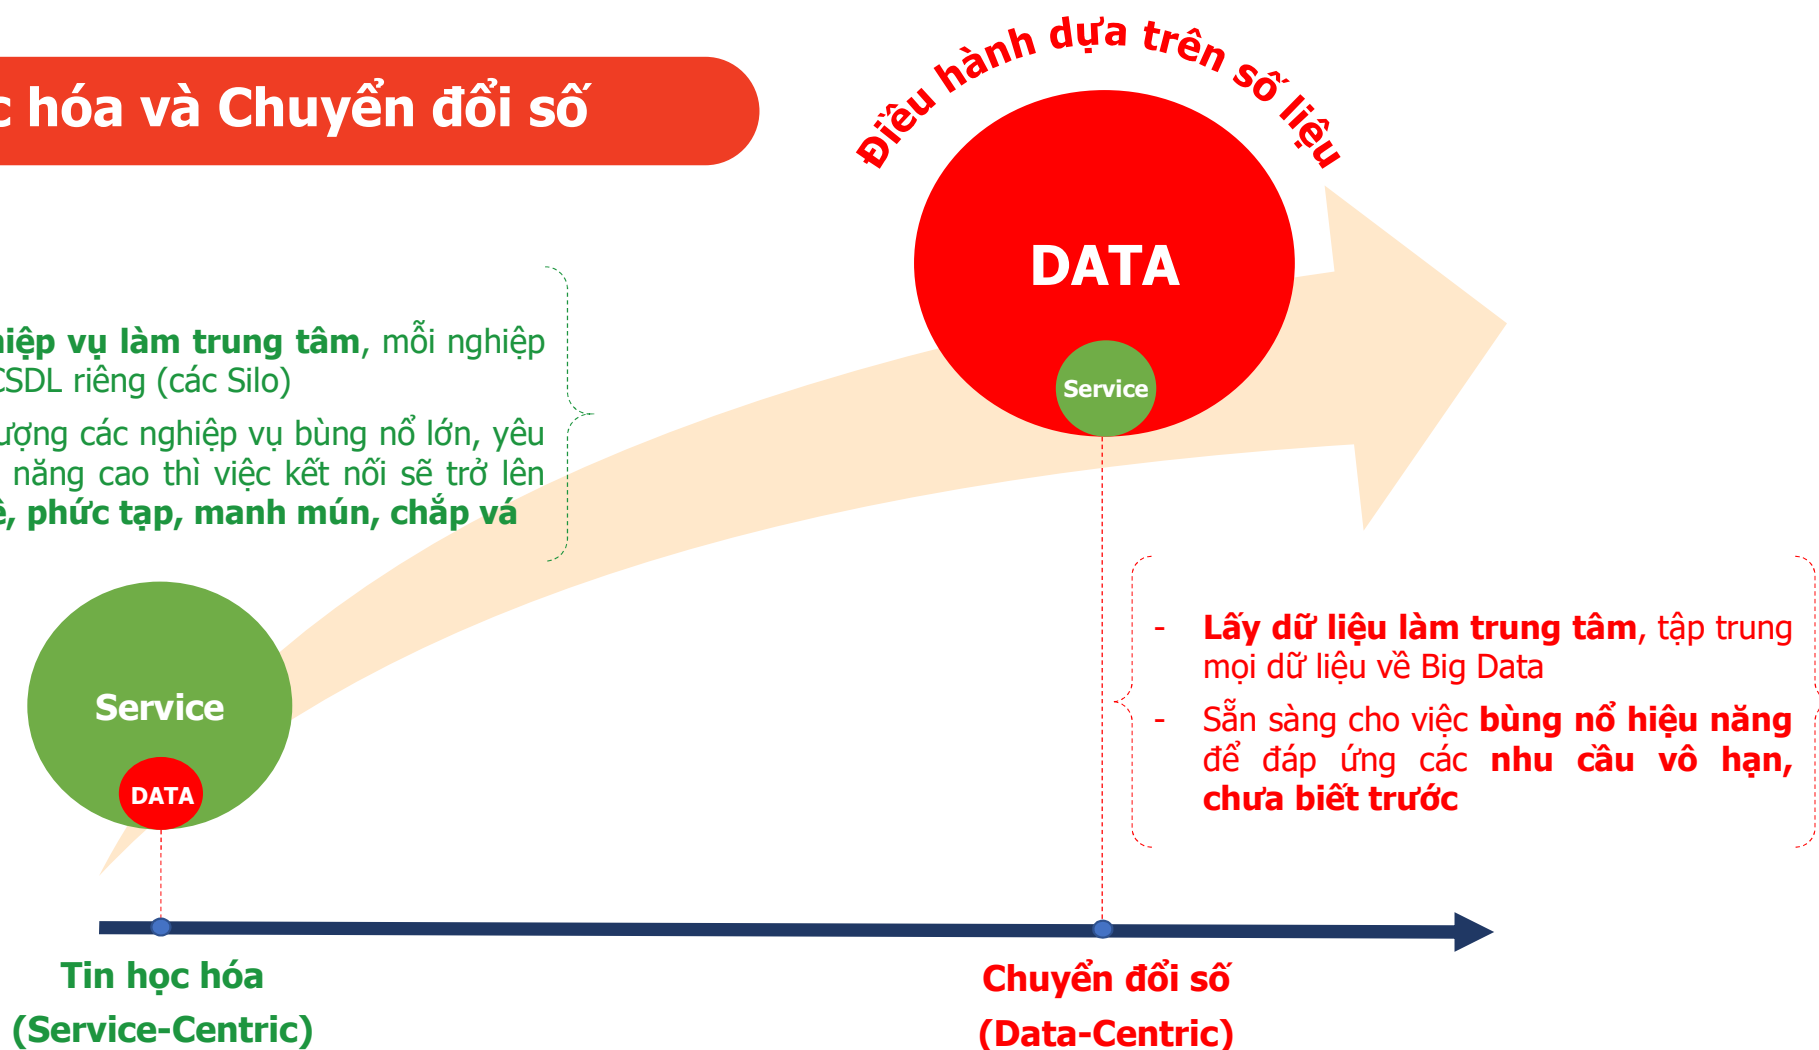 hóa và Chuyển đổi số
Điều hành dựa trên số liệu
DATA
Service
làm trung tâm, mỗi nghiệp
CSDL riêng (các Silo)
các nghiệp vụ bùng nổ lớn, yêu
năng cao thì việc kết nối sẽ trở lên
phức tạp, manh mún, chắp vá
Service
DATA
- Lấy dữ liệu làm trung tâm, tập trung
mọi dữ liệu về Big Data
- Sẵn sàng cho việc bùng nổ hiệu năng
để đáp ứng các nhu cầu vô hạn,
chưa biết trước
Tin học hóa
(Service-Centric)
Chuyển đổi số
(Data-Centric)